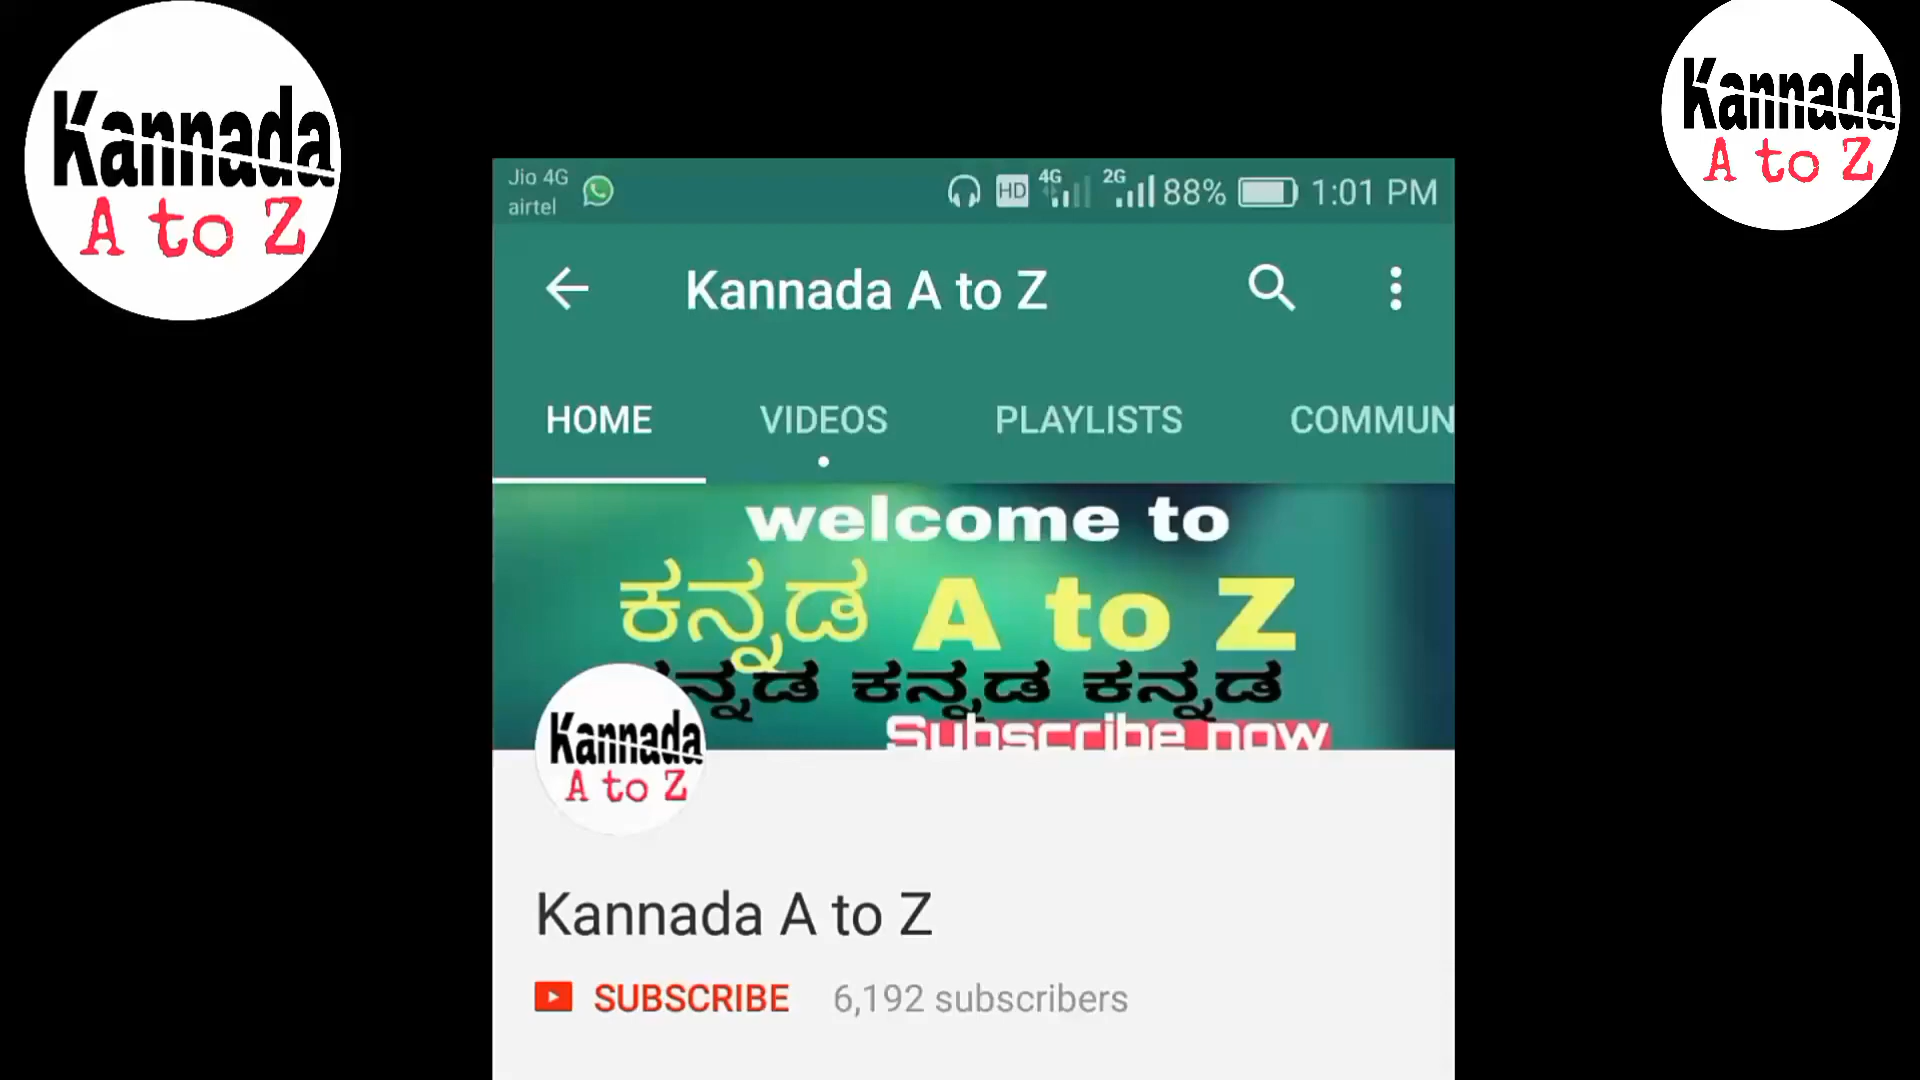 Kannada
A to Z
Kannada
A to Z
Jio 4G
airtel
HD 4G 2G 88% 1:01 PM
Kannada A to Z
HOME VIDEOS PLAYLISTS COMMUN
welcome to
ಕನ್ನಡ A to Z
ಕನ್ನಡ ಕನ್ನಡ ಕನ್ನಡ
Subscribe now
Kannada
A to Z
Kannada A to Z
SUBSCRIBE 6,192 subscribers